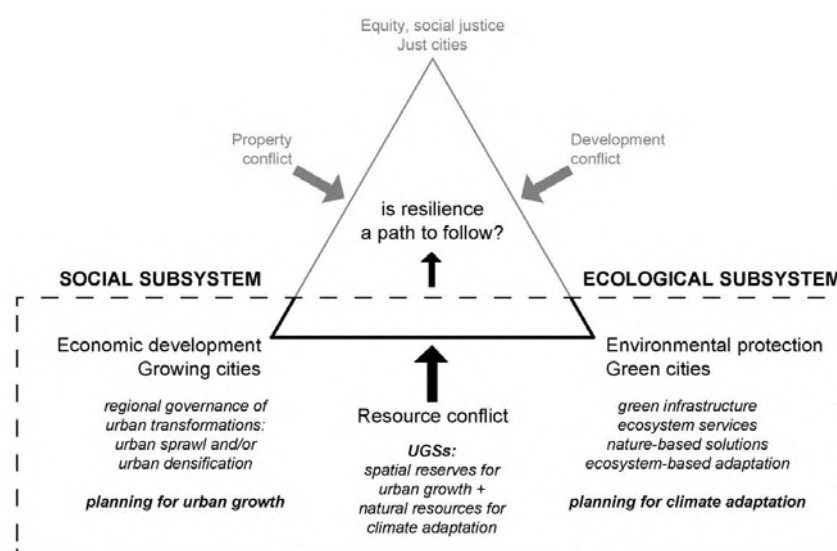 Equity, social justice
Just cities
Property
conflict
Development
conflict
is resilience
a path to follow?
SOCIAL SUBSYSTEM
ECOLOGICAL SUBSYSTEM
Economic development
Growing cities
regional governance of
urban transformations:
urban sprawl and/or
urban densification
planning for urban growth
Resource conflict
UGSs:
spatial reserves for
urban growth +
natural resources for
climate adaptation
Environmental protection
Green cities
green infrastructure
ecosystem services
nature-based solutions
ecosystem-based adaptation
planning for climate adaptation